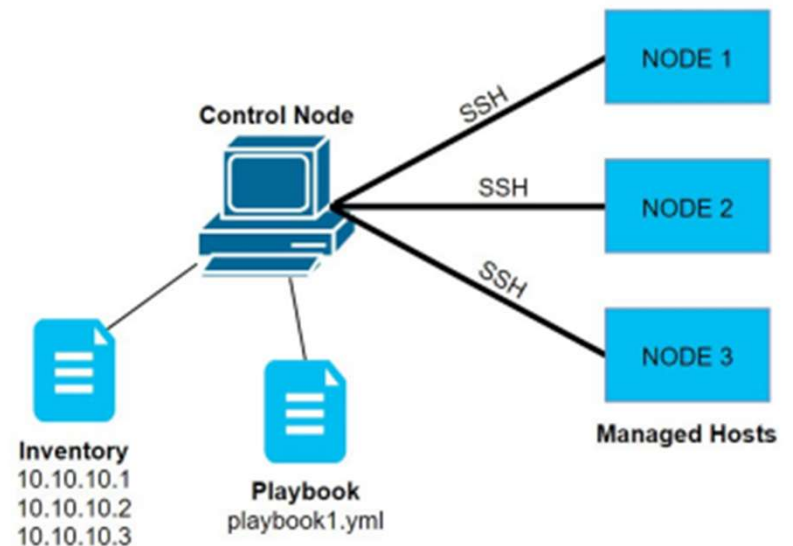 Control Node
SSH
SSH
SSH
NODE 1
NODE 2
NODE 3
Managed Hosts
Inventory
10.10.10.1
10.10.10.2
10.10.10.3
Playbook
playbook1.yml